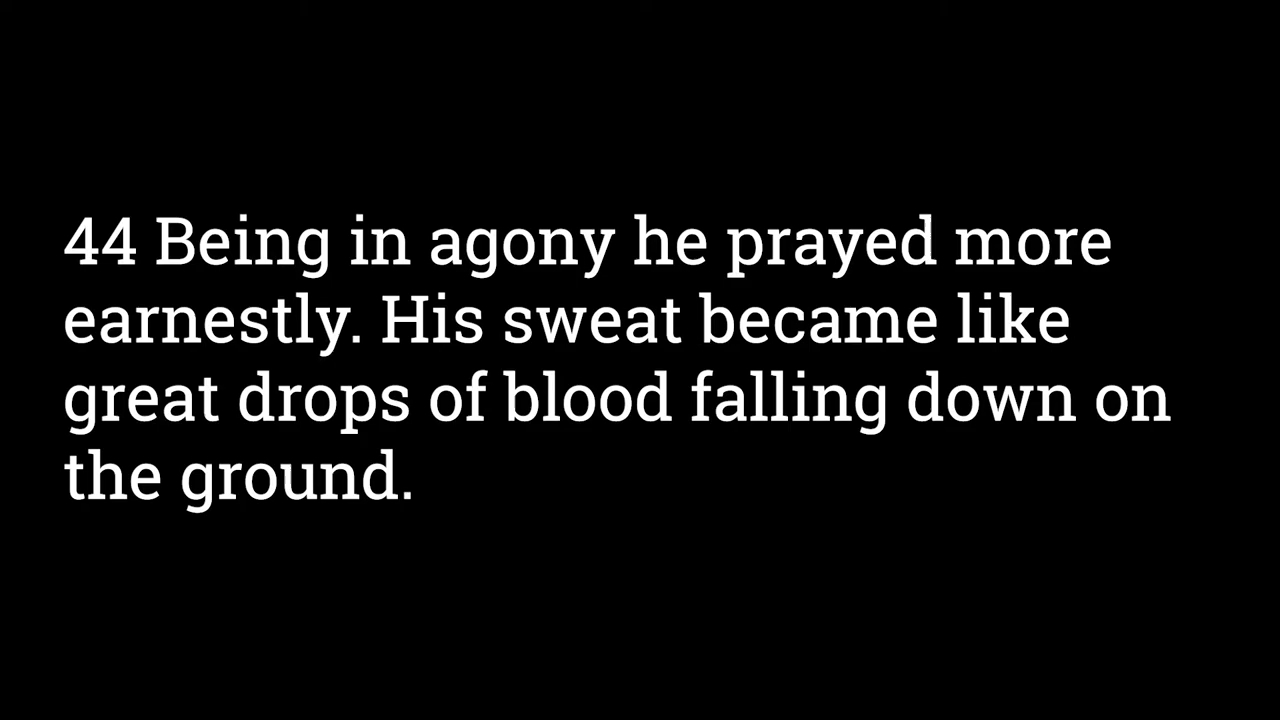 44 Being in agony he prayed more
earnestly. His sweat became like
great drops of blood falling down on
the ground.